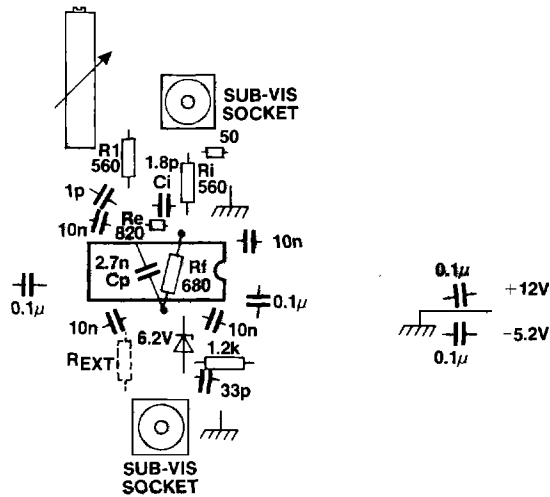 SUB-VIS
SOCKET
50
R1
560
1.8p
Ci
Ri
560
1p
10n
Re
820
10n
2.7n
Cp
Rf
680
0.1µ
0.1µ
10n
10n
6.2V
1.2k
REXT
33p
SUB-VIS
SOCKET
0.1µ
+12V
-5.2V
0.1µ